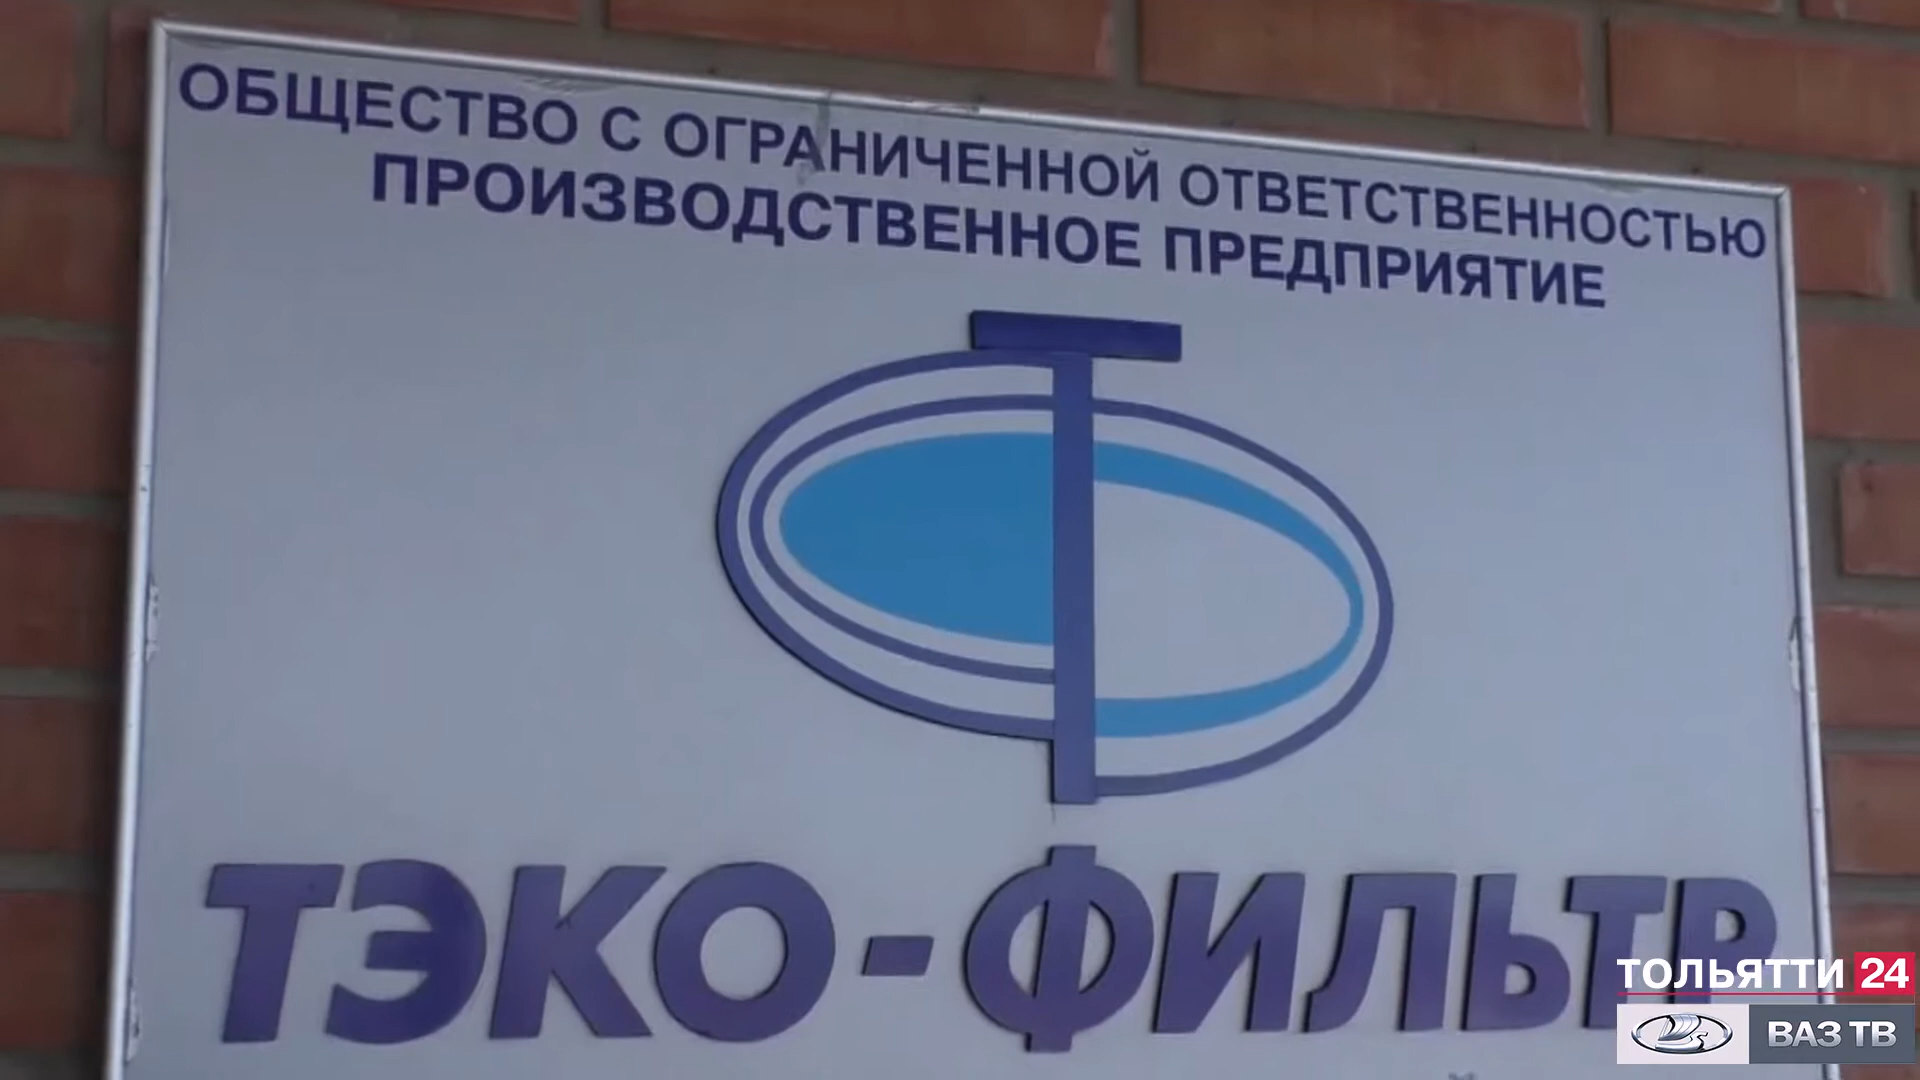 ОБЩЕСТВО С ОГРАНИЧЕННОЙ ОТВЕТСТВЕННОСТЬЮ
ПРОИЗВОДСТВЕННОЕ ПРЕДПРИЯТИЕ
ТЭКО-ФИЛЬТР
ТОЛЬЯТТИ 24
ВАЗ ТВ